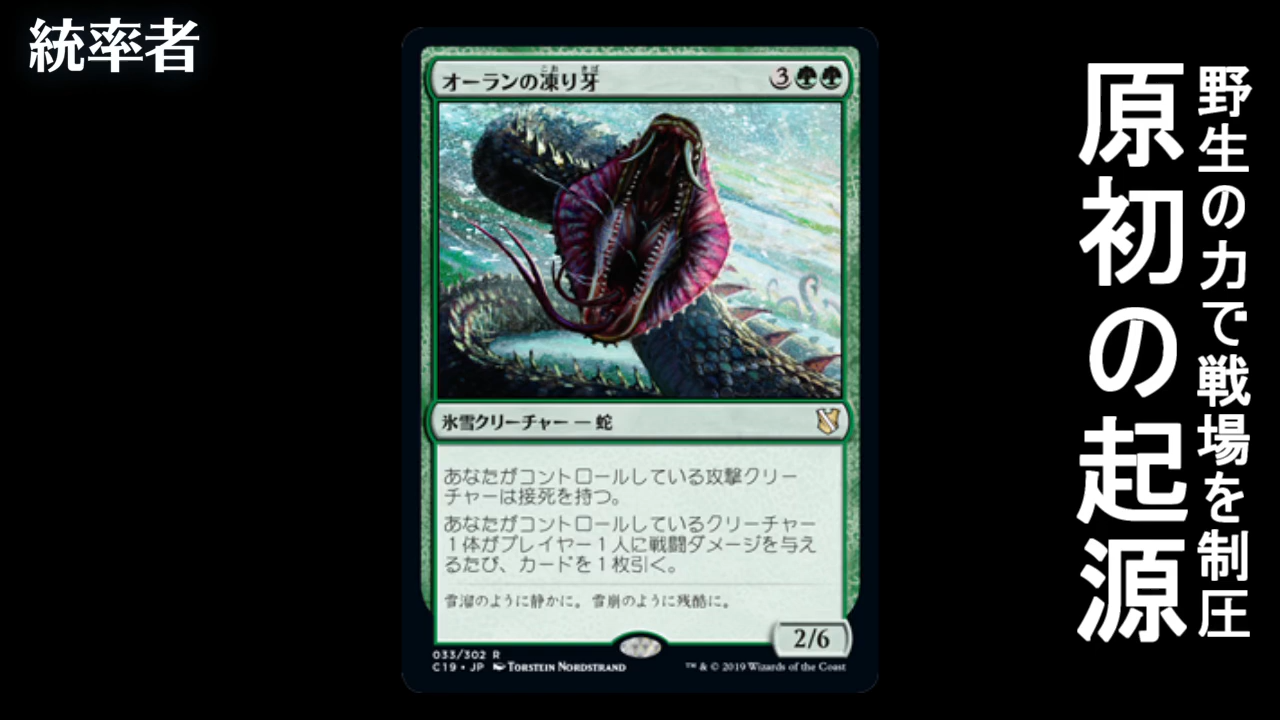 統率者
オーランの凍り牙
3
氷雪クリーチャー ― 蛇
あなたがコントロールしている攻撃クリー
チャーは接死を持つ。
あなたがコントロールしているクリーチャー
1体がプレイヤー1人に戦闘ダメージを与え
るたび、カードを1枚引く。
雪溜のように静かに。雪崩のように残酷に。
2/6
033/302 R
C19 • JP TORSTEIN NORDSTRAND
™ & © 2019 Wizards of the Coast
野生の力で戦場を制圧
原初の起源